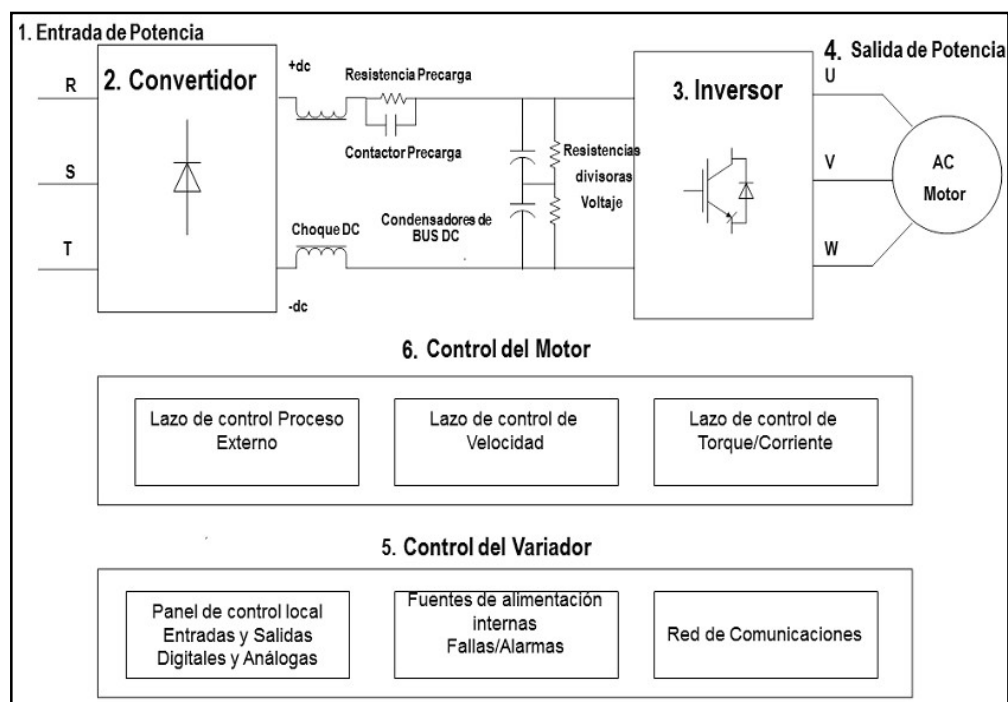 1. Entrada de Potencia
4. Salida de Potencia
R
2. Convertidor
+dc
Resistencia Precarga
3. Inversor
U
Contactor Precarga
S
Resistencias
divisoras
Voltaje
V
AC
Motor
T
Choque DC
Condensadores de
BUS DC
W
-dc
6. Control del Motor
Lazo de control Proceso
Externo
Lazo de control de
Velocidad
Lazo de control de
Torque/Corriente
5. Control del Variador
Panel de control local
Entradas y Salidas
Digitales y Análogas
Fuentes de alimentación
internas
Fallas/Alarmas
Red de Comunicaciones